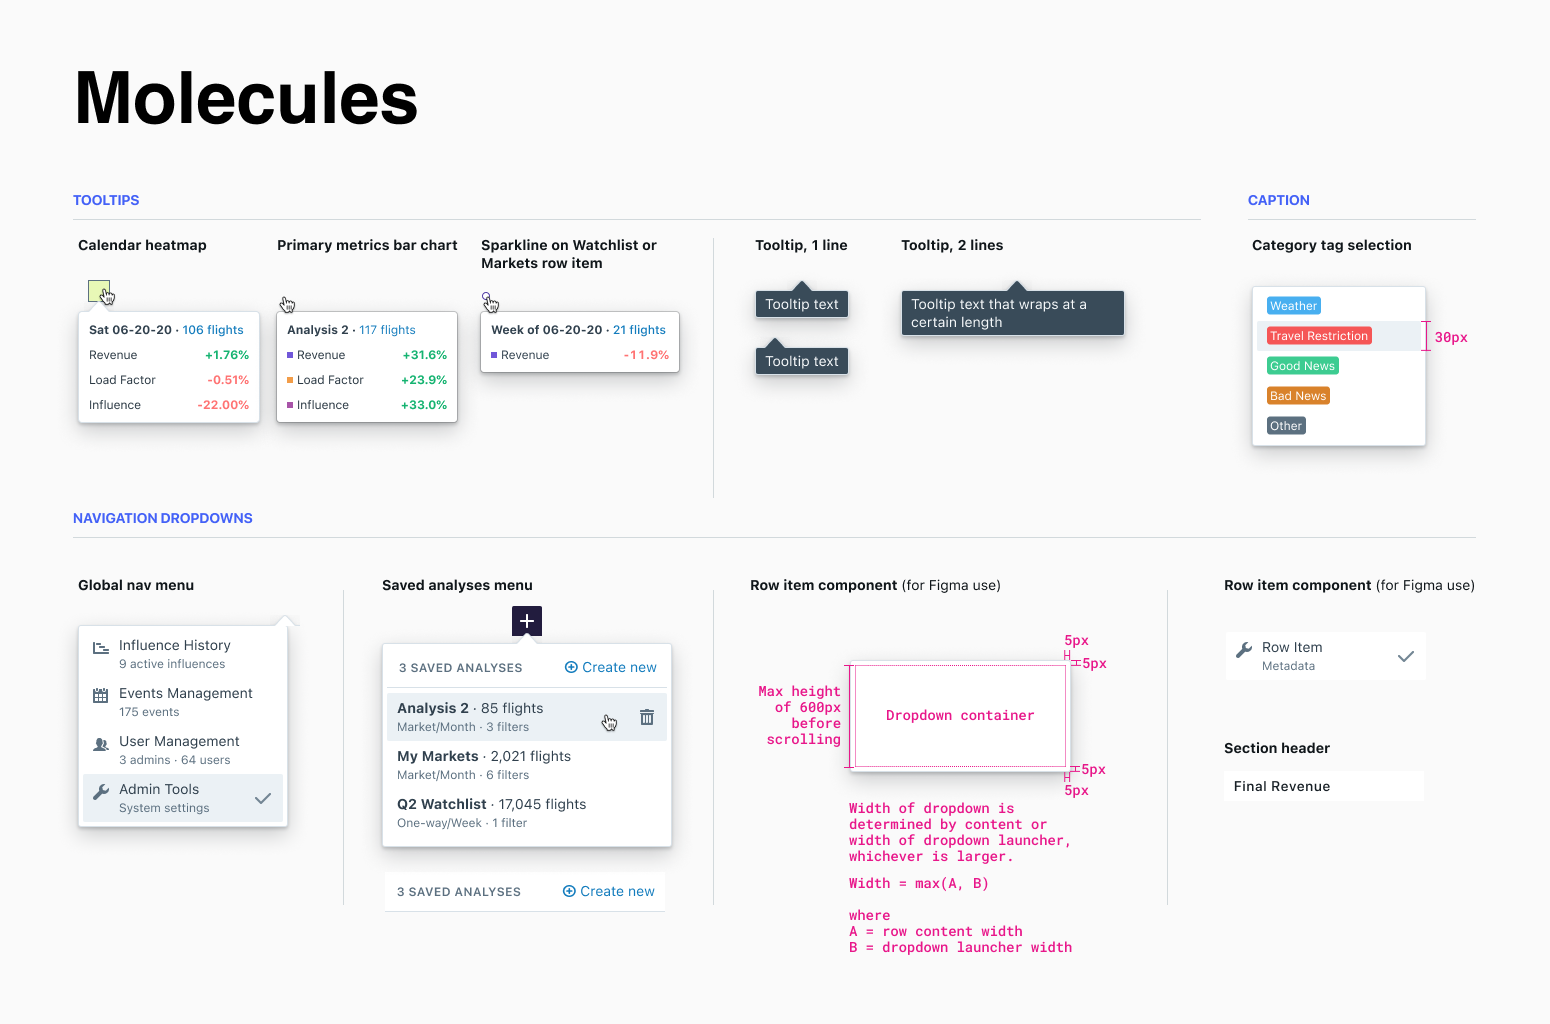 Molecules
TOOLTIPS
CAPTION
Calendar heatmap
Primary metrics bar chart
Sparkline on Watchlist or
Markets row item
Tooltip, 1 line
Tooltip, 2 lines
Category tag selection
Sat 06-20-20 · 106 flights
Revenue +1.76%
Load Factor -0.51%
Influence -22.00%
Analysis 2 · 117 flights
Revenue +31.6%
Load Factor +23.9%
Influence +33.0%
Week of 06-20-20 · 21 flights
Revenue -11.9%
Tooltip text
Tooltip text
Tooltip text that wraps at a
certain length
Weather
Travel Restriction
Good News
Bad News
Other
30px
NAVIGATION DROPDOWNS
Global nav menu
Influence History
9 active influences
Events Management
175 events
User Management
3 admins · 64 users
Admin Tools
System settings
Saved analyses menu
3 SAVED ANALYSES Create new
Analysis 2 · 85 flights
Market/Month · 3 filters
My Markets · 2,021 flights
Market/Month · 6 filters
Q2 Watchlist · 17,045 flights
One-way/Week · 1 filter
3 SAVED ANALYSES Create new
Row item component (for Figma use)
5px
5px
Max height
of 600px
before
scrolling
Dropdown container
5px
5px
Width of dropdown is
determined by content or
width of dropdown launcher,
whichever is larger.
Width = max(A, B)
where
A = row content width
B = dropdown launcher width
Row item component (for Figma use)
Row Item
Metadata
Section header
Final Revenue